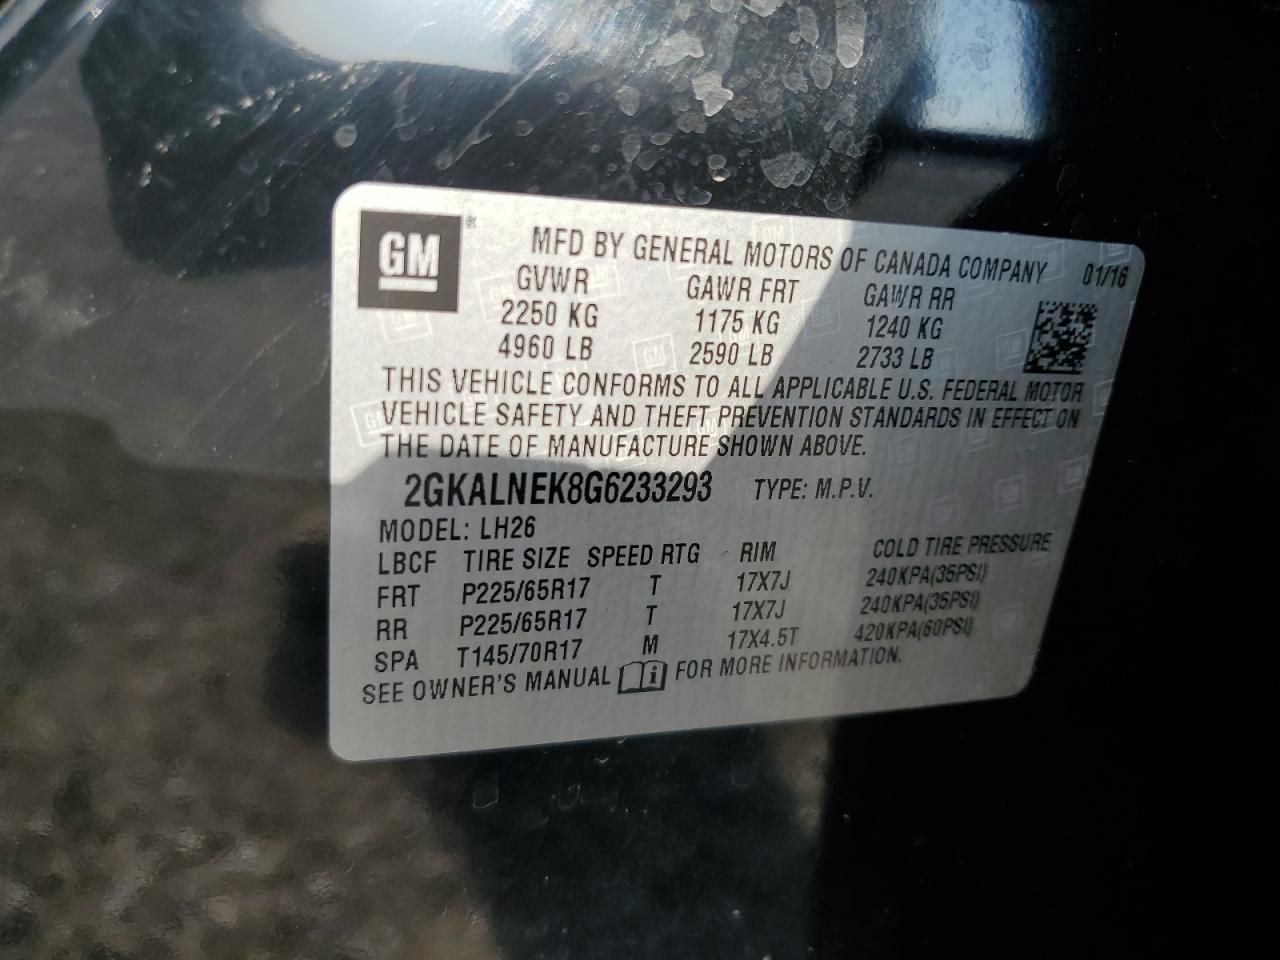 GM ®
MFD BY GENERAL MOTORS OF CANADA COMPANY 01/16
GVWR GAWR FRT GAWR RR
2250 KG 1175 KG 1240 KG
4960 LB 2590 LB 2733 LB
THIS VEHICLE CONFORMS TO ALL APPLICABLE U.S. FEDERAL MOTOR
VEHICLE SAFETY AND THEFT PREVENTION STANDARDS IN EFFECT ON
THE DATE OF MANUFACTURE SHOWN ABOVE.
2GKALNEK8G6233293 TYPE: M.P.V.
MODEL: LH26
LBCF TIRE SIZE SPEED RTG RIM COLD TIRE PRESSURE
FRT P225/65R17 T 17X7J 240KPA(35PSI)
RR P225/65R17 T 17X7J 240KPA(35PSI)
SPA T145/70R17 M 17X4.5T 420KPA(60PSI)
SEE OWNER'S MANUAL i FOR MORE INFORMATION.